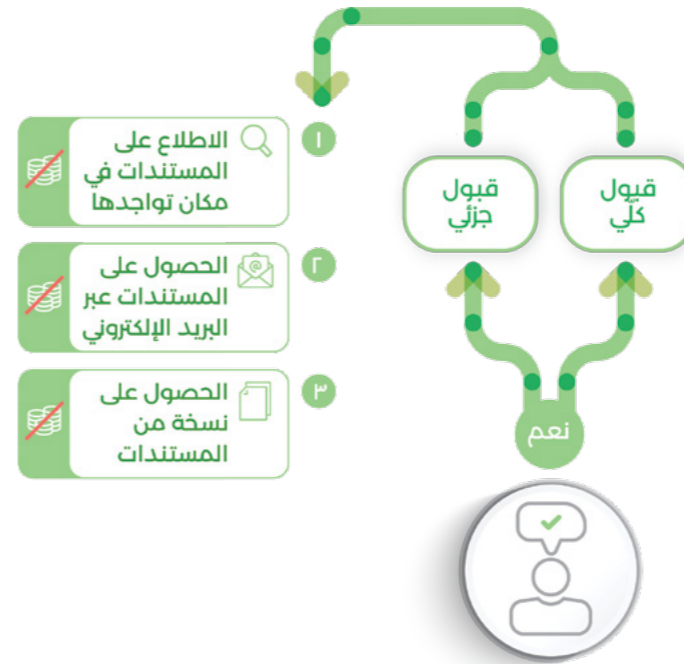 ١
الاطلاع على
المستندات في
مكان تواجدها
٢
الحصول على
المستندات عبر
البريد الإلكتروني
٣
الحصول على
نسخة من
المستندات
قبول
كلّي
قبول
جزئي
نعم
@